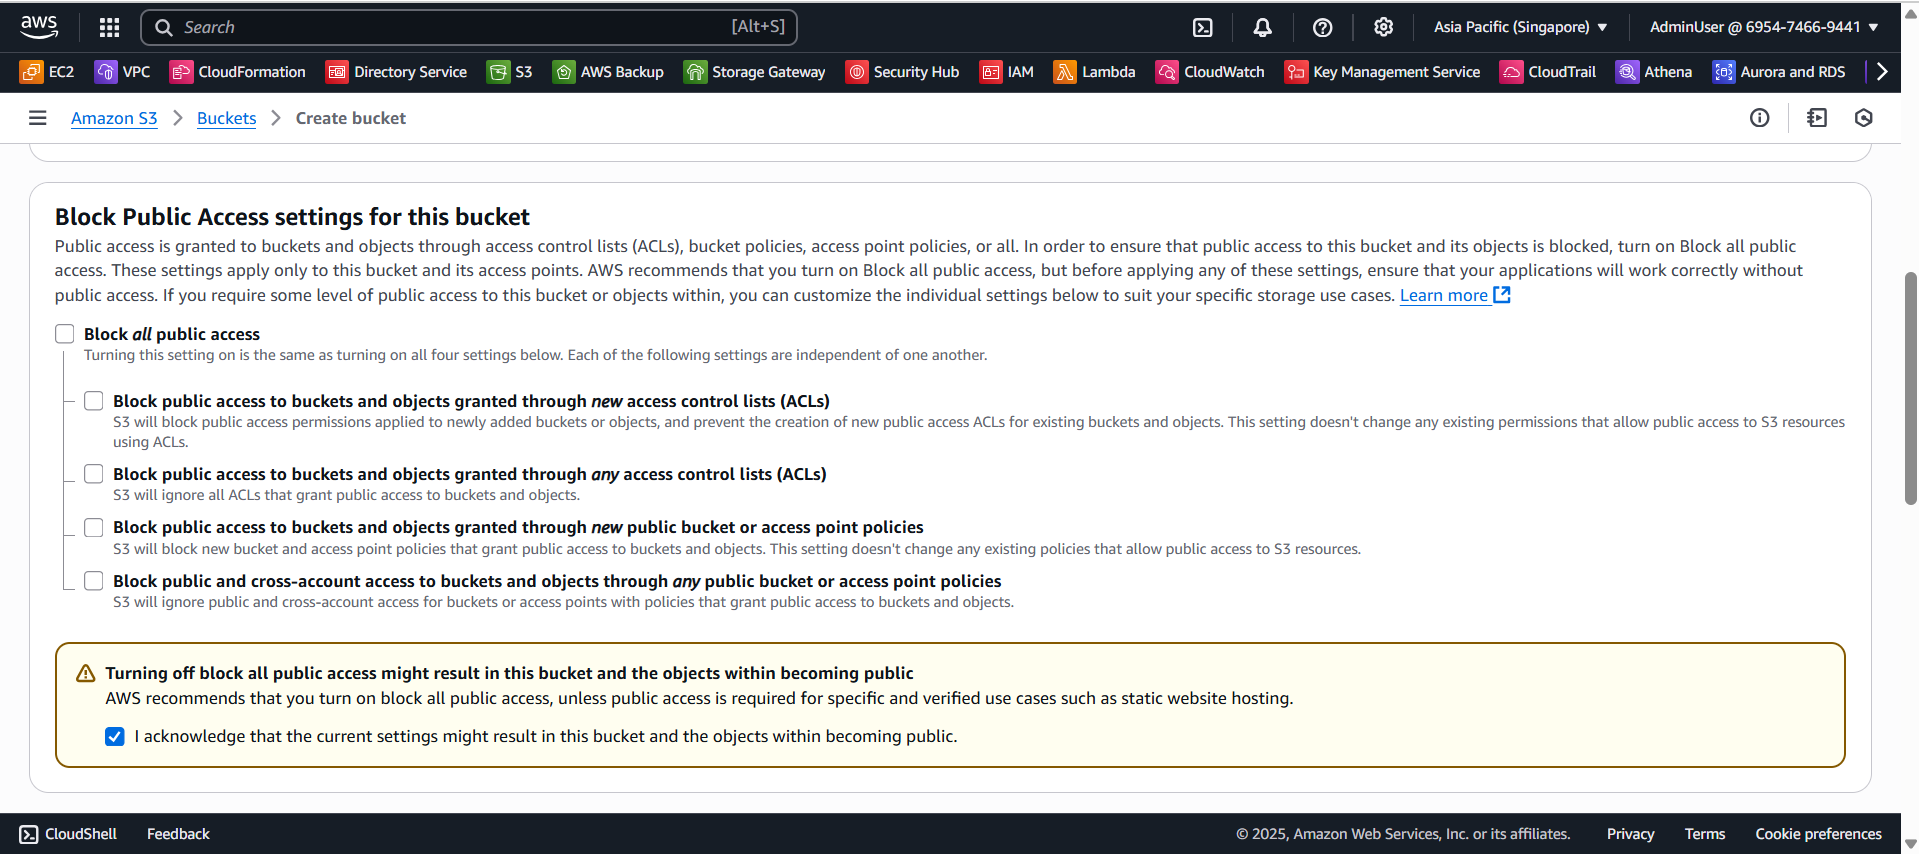 aws
Search
[Alt+S]
Asia Pacific (Singapore)
AdminUser @ 6954-7466-9441
EC2
VPC
CloudFormation
Directory Service
S3
AWS Backup
Storage Gateway
Security Hub
IAM
Lambda
CloudWatch
Key Management Service
CloudTrail
Athena
Aurora and RDS
Amazon S3
Buckets
Create bucket
Block Public Access settings for this bucket
Public access is granted to buckets and objects through access control lists (ACLs), bucket policies, access point policies, or all. In order to ensure that public access to this bucket and its objects is blocked, turn on Block all public
access. These settings apply only to this bucket and its access points. AWS recommends that you turn on Block all public access, but before applying any of these settings, ensure that your applications will work correctly without
public access. If you require some level of public access to this bucket or objects within, you can customize the individual settings below to suit your specific storage use cases. Learn more
Block all public access
Turning this setting on is the same as turning on all four settings below. Each of the following settings are independent of one another.
Block public access to buckets and objects granted through new access control lists (ACLs)
S3 will block public access permissions applied to newly added buckets or objects, and prevent the creation of new public access ACLs for existing buckets and objects. This setting doesn't change any existing permissions that allow public access to S3 resources
using ACLs.
Block public access to buckets and objects granted through any access control lists (ACLs)
S3 will ignore all ACLs that grant public access to buckets and objects.
Block public access to buckets and objects granted through new public bucket or access point policies
S3 will block new bucket and access point policies that grant public access to buckets and objects. This setting doesn't change any existing policies that allow public access to S3 resources.
Block public and cross-account access to buckets and objects through any public bucket or access point policies
S3 will ignore public and cross-account access for buckets or access points with policies that grant public access to buckets and objects.
Turning off block all public access might result in this bucket and the objects within becoming public
AWS recommends that you turn on block all public access, unless public access is required for specific and verified use cases such as static website hosting.
I acknowledge that the current settings might result in this bucket and the objects within becoming public.
CloudShell
Feedback
© 2025, Amazon Web Services, Inc. or its affiliates.
Privacy
Terms
Cookie preferences